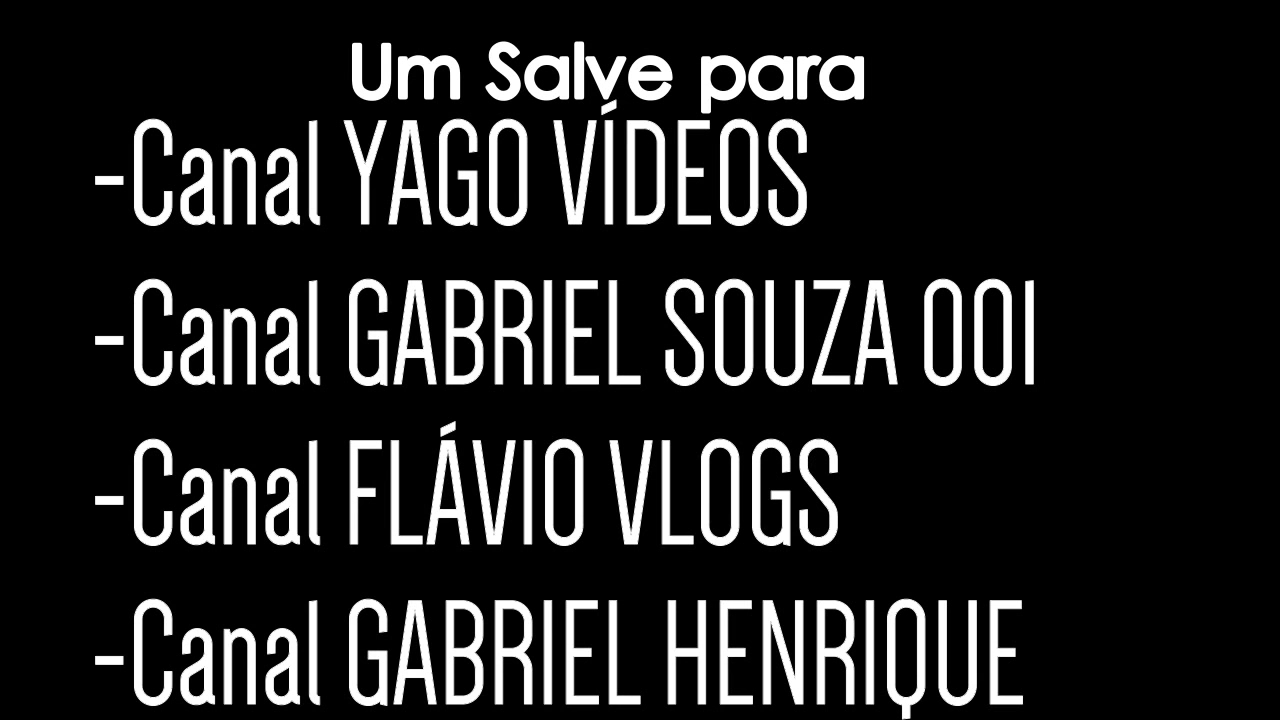 Um Salve para
-Canal YAGO VÍDEOS
-Canal GABRIEL SOUZA 001
-Canal FLÁVIO VLOGS
-Canal GABRIEL HENRIQUE